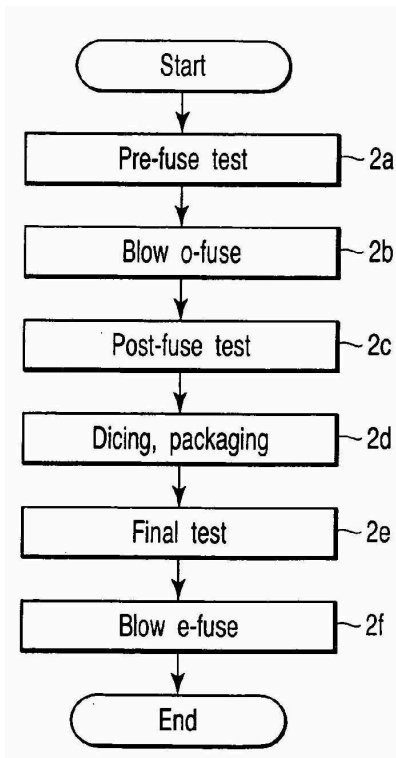 Start
Pre-fuse test 2a
Blow o-fuse 2b
Post-fuse test 2c
Dicing, packaging 2d
Final test 2e
Blow e-fuse 2f
End